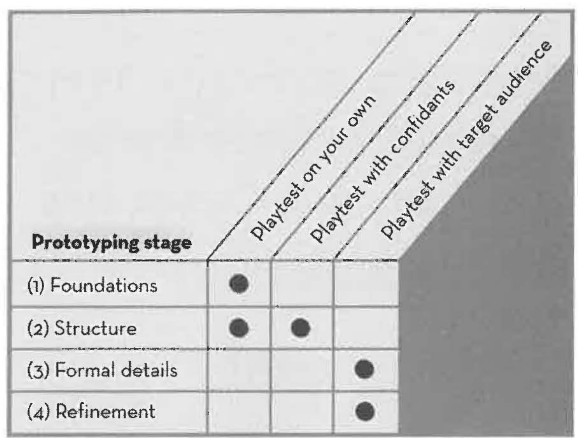 Playtest on your own
Playtest with confidants
Playtest with target audience
Prototyping stage
(1) Foundations
(2) Structure
(3) Formal details
(4) Refinement